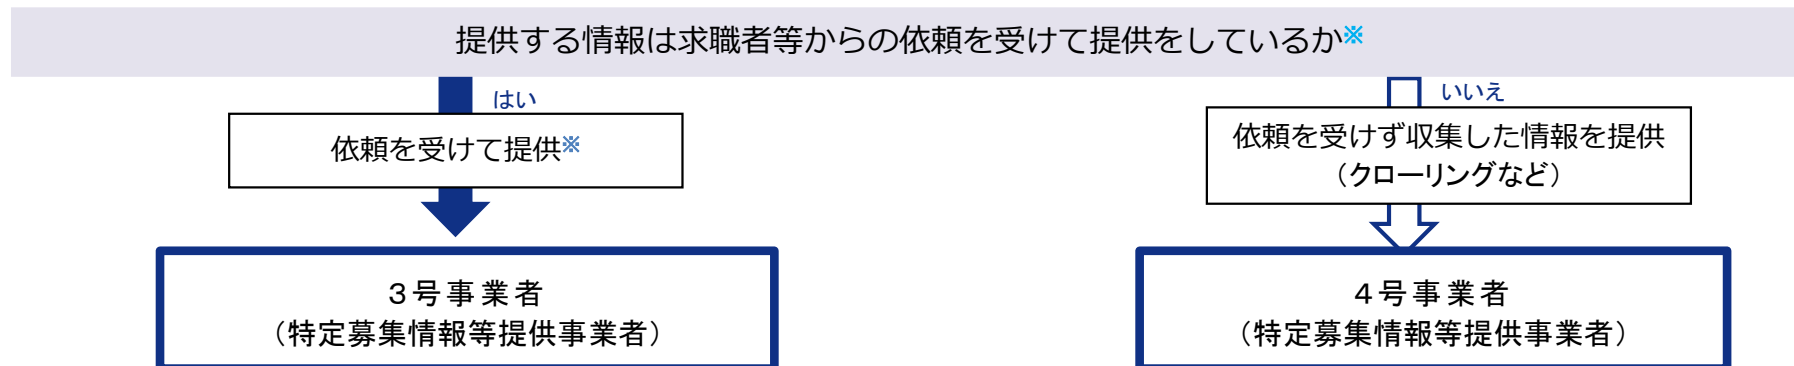 提供する情報は求職者等からの依頼を受けて提供をしているか※
はい
いいえ
依頼を受けて提供※
依頼を受けず収集した情報を提供
（クローリングなど）
３号事業者
（特定募集情報等提供事業者）
４号事業者
（特定募集情報等提供事業者）